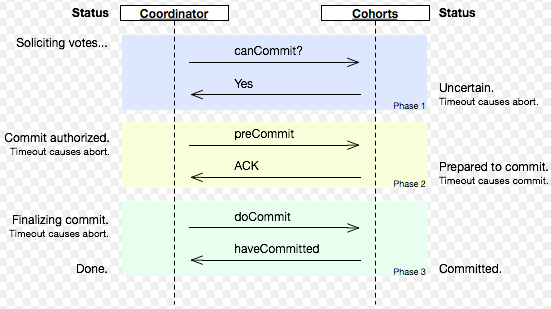 Status Coordinator Cohorts Status
Soliciting votes...
canCommit?
Yes
Uncertain.
Timeout causes abort.
Phase 1
Commit authorized.
Timeout causes abort.
preCommit
ACK
Prepared to commit.
Timeout causes commit.
Phase 2
Finalizing commit.
Timeout causes abort.
doCommit
haveCommitted
Done.
Committed.
Phase 3